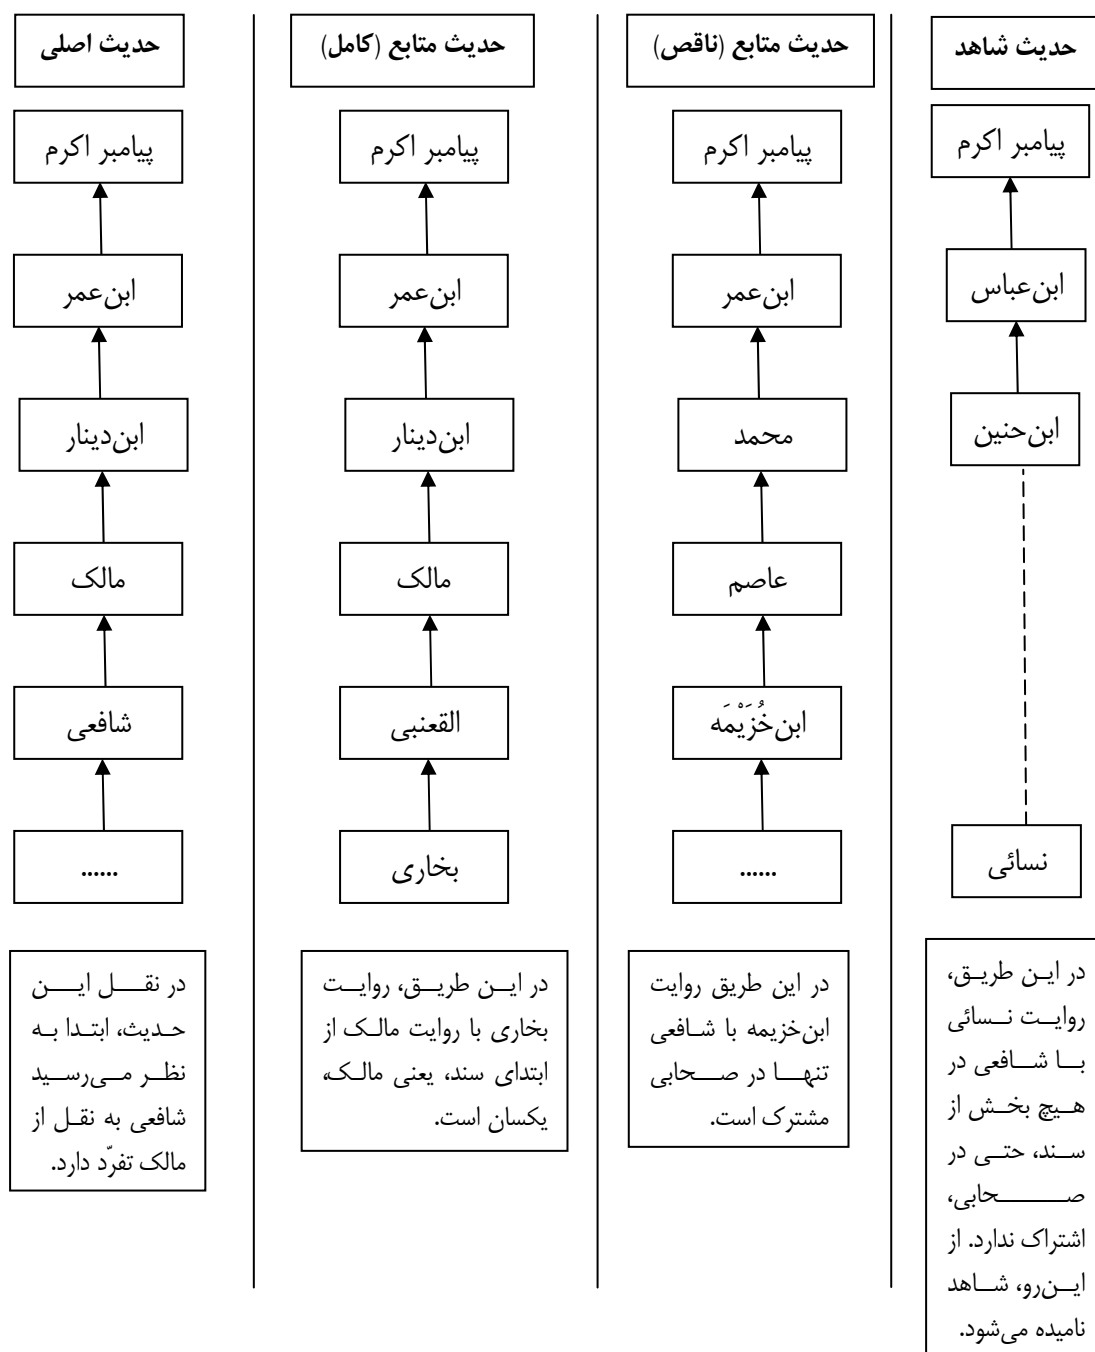 حدیث شاهد
پیامبر اکرم
ابن‌عباس
ابن‌حنین
نسائی
در این طریق،
روایت نسائی
با شافعی در
هیچ بخش از
سند، حتی در
صحابی،
اشتراک ندارد. از
این‌رو، شاهد
نامیده می‌شود.
حدیث متابع (ناقص)
پیامبر اکرم
ابن‌عمر
محمد
عاصم
ابن‌خُزَیْمَه
......
در این طریق روایت
ابن‌خزیمه با شافعی
تنها در صحابی
مشترک است.
حدیث متابع (کامل)
پیامبر اکرم
ابن‌عمر
ابن‌دینار
مالک
القعنبی
بخاری
در این طریق، روایت
بخاری با روایت مالک از
ابتدای سند، یعنی مالک،
یکسان است.
حدیث اصلی
پیامبر اکرم
ابن‌عمر
ابن‌دینار
مالک
شافعی
......
در نقل این
حدیث، ابتدا به
نظر می‌رسید
شافعی به نقل از
مالک تفرّد دارد.